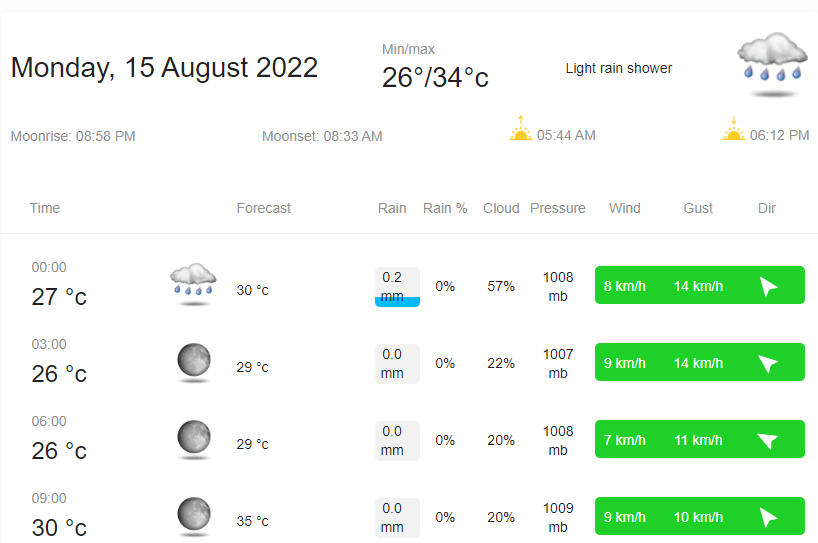 Monday, 15 August 2022
Min/max
26°/34°c
Light rain shower
Moonrise: 08:58 PM
Moonset: 08:33 AM
05:44 AM
06:12 PM
Time Forecast Rain Rain % Cloud Pressure Wind Gust Dir
00:00
27 °c
30 °c
0.2
mm
0%
57%
1008
mb
8 km/h
14 km/h
03:00
26 °c
29 °c
0.0
mm
0%
22%
1007
mb
9 km/h
14 km/h
06:00
26 °c
29 °c
0.0
mm
0%
20%
1008
mb
7 km/h
11 km/h
09:00
30 °c
35 °c
0.0
mm
0%
20%
1009
mb
9 km/h
10 km/h